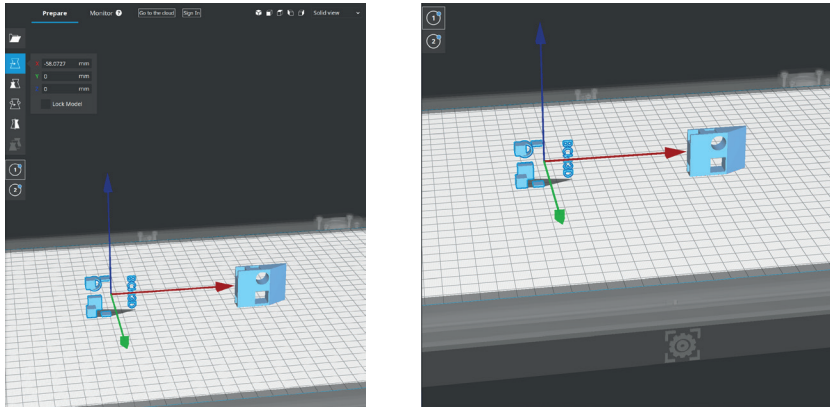 Prepare Monitor ? Go to the cloud Sign In Solid view
X -58.0727 mm
Y 0 mm
0 mm
Lock Model
1
2
1
2